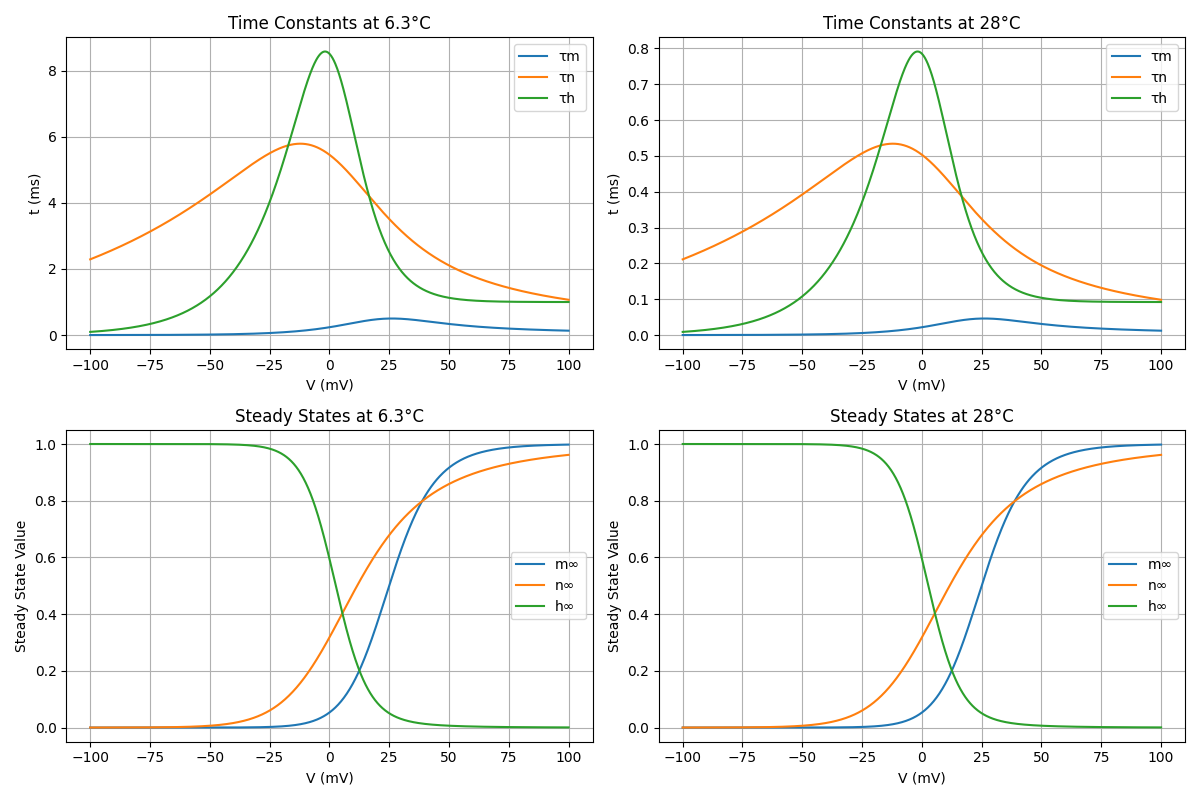 Time Constants at 6.3°C
t (ms)
8
6
4
2
0
τm
τn
τh
−100 −75 −50 −25 0 25 50 75 100
V (mV)
Time Constants at 28°C
t (ms)
0.8
0.7
0.6
0.5
0.4
0.3
0.2
0.1
0.0
τm
τn
τh
−100 −75 −50 −25 0 25 50 75 100
V (mV)
Steady States at 6.3°C
Steady State Value
1.0
0.8
0.6
0.4
0.2
0.0
m∞
n∞
h∞
−100 −75 −50 −25 0 25 50 75 100
V (mV)
Steady States at 28°C
Steady State Value
1.0
0.8
0.6
0.4
0.2
0.0
m∞
n∞
h∞
−100 −75 −50 −25 0 25 50 75 100
V (mV)